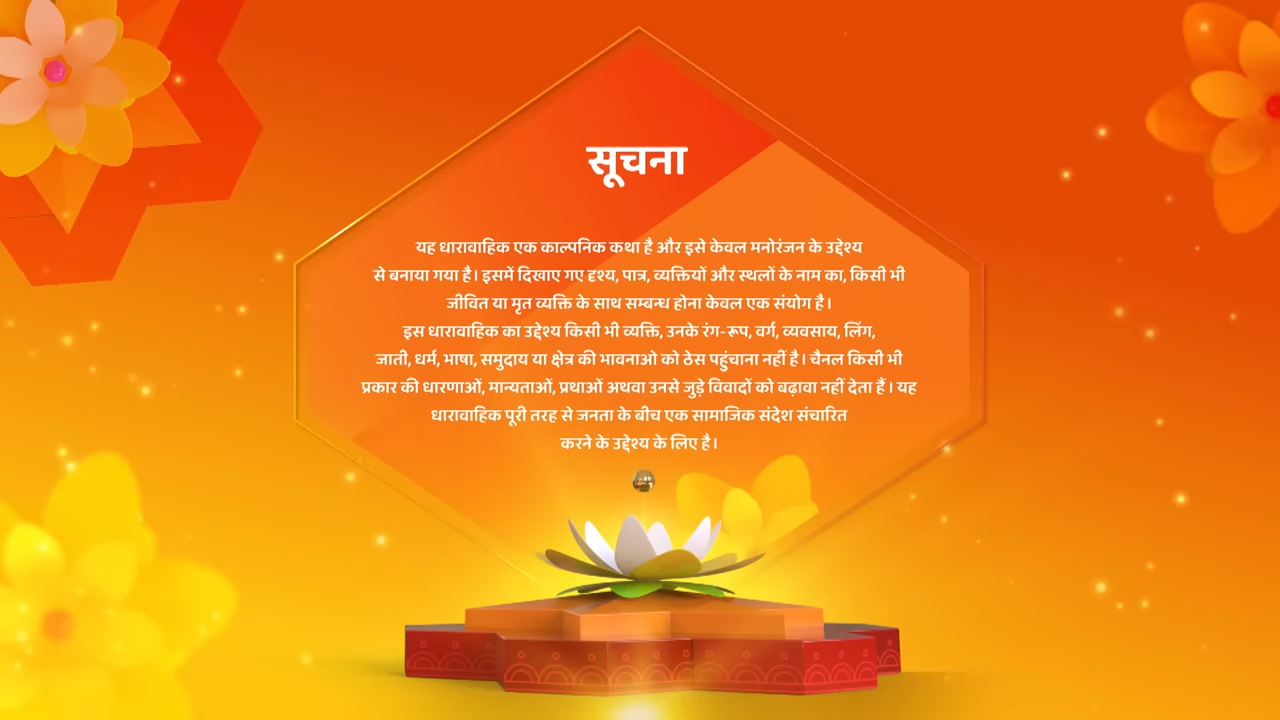 सूचना
यह धारावाहिक एक काल्पनिक कथा है और इसे केवल मनोरंजन के उद्देश्य
से बनाया गया है। इसमें दिखाए गए दृश्य, पात्र, व्यक्तियों और स्थलों के नाम का, किसी भी
जीवित या मृत व्यक्ति के साथ सम्बन्ध होना केवल एक संयोग है।
इस धारावाहिक का उद्देश्य किसी भी व्यक्ति, उनके रंग-रूप, वर्ग, व्यवसाय, लिंग,
जाती, धर्म, भाषा, समुदाय या क्षेत्र की भावनाओ को ठेस पहुंचाना नहीं है। चैनल किसी भी
प्रकार की धारणाओं, मान्यताओं, प्रथाओं अथवा उनसे जुड़े विवादों को बढ़ावा नहीं देता हैं। यह
धारावाहिक पूरी तरह से जनता के बीच एक सामाजिक संदेश संचारित
करने के उद्देश्य के लिए है।